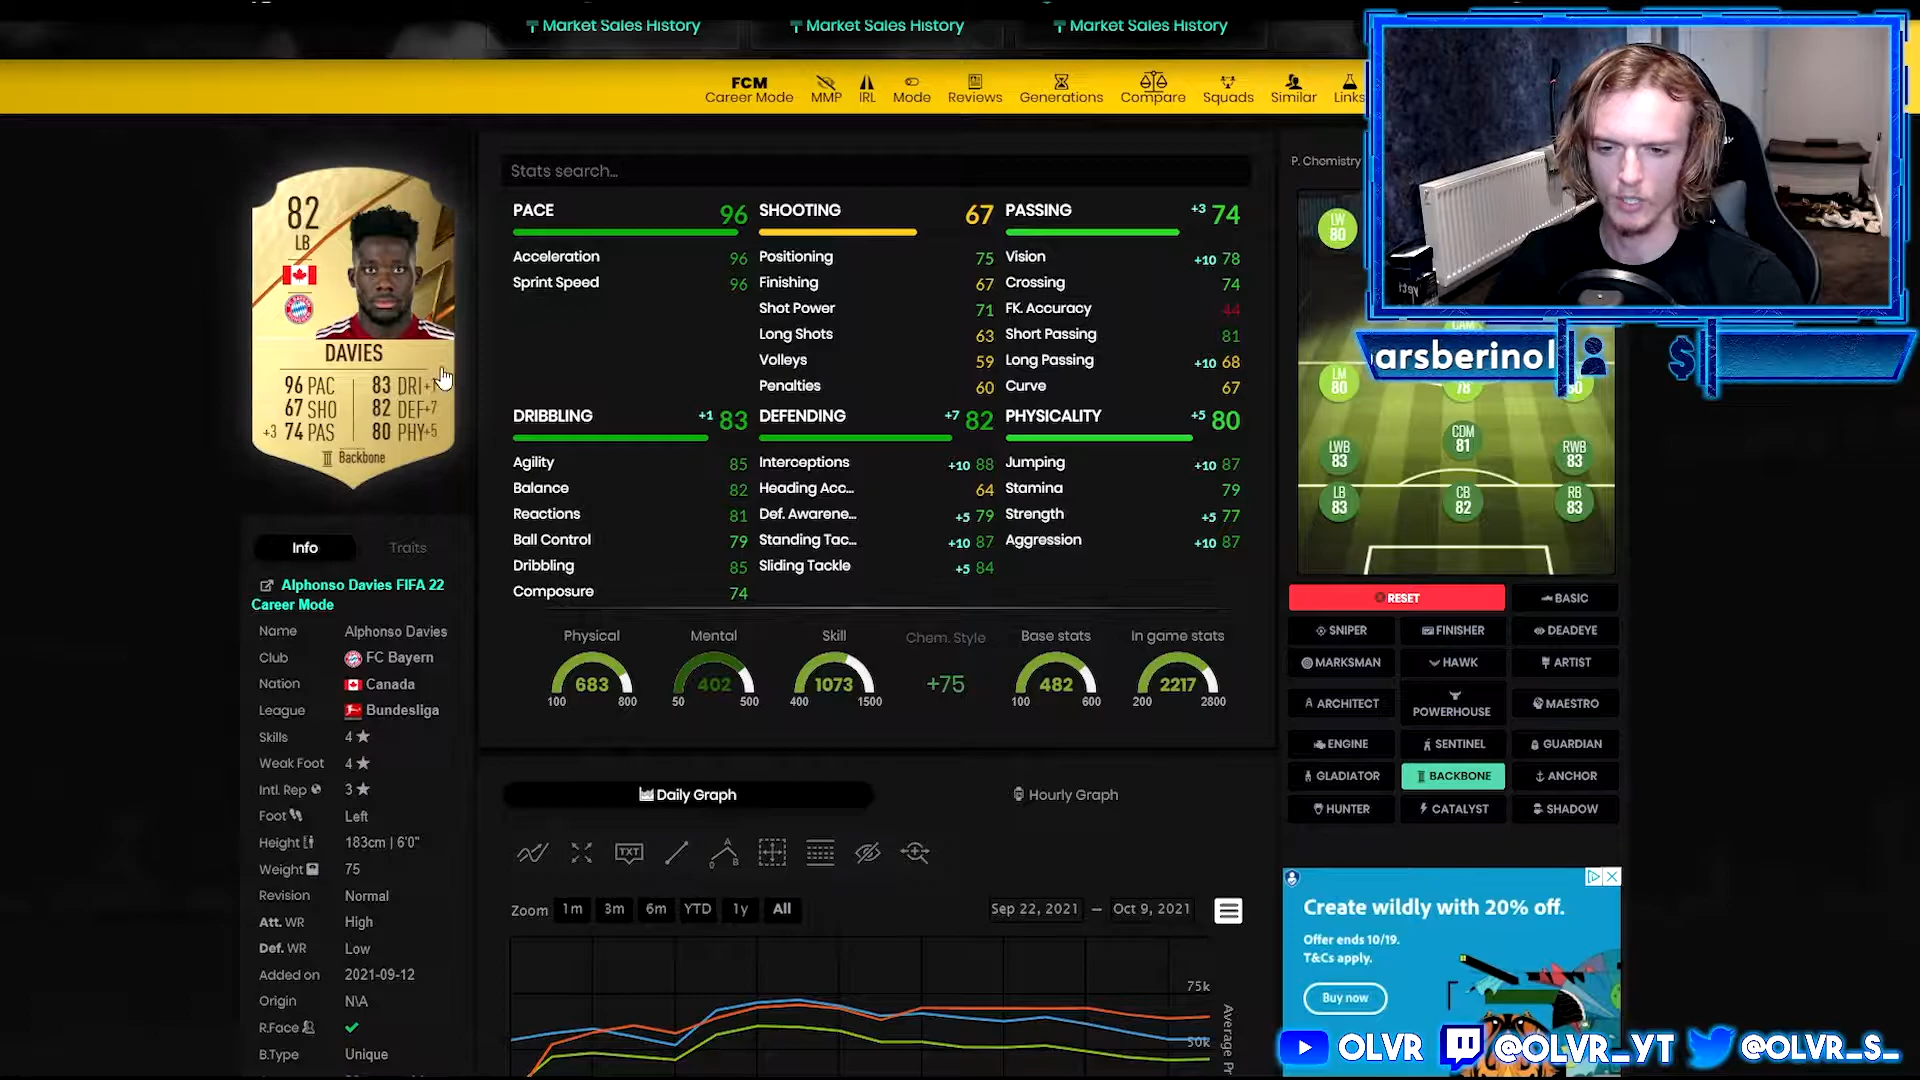 Market Sales History
Market Sales History
Market Sales History
FCM
Career Mode
MMP
IRL
Mode
Reviews
Generations
Compare
Squads
Similar
Links
82
LB
DAVIES
96 PAC
83 DRI+1
67 SHO
82 DEF+7
+3 74 PAS
80 PHY+5
Backbone
Stats search...
PACE 96
Acceleration 96
Sprint Speed 96
SHOOTING 67
Positioning 75
Finishing 67
Shot Power 71
Long Shots 63
Volleys 59
Penalties 60
PASSING +3 74
Vision +10 78
Crossing 74
FK. Accuracy 44
Short Passing 81
Long Passing +10 68
Curve 67
DRIBBLING +1 83
Agility 85
Balance 82
Reactions 81
Ball Control 79
Dribbling 85
Composure 74
DEFENDING +7 82
Interceptions +10 88
Heading Acc... 64
Def. Awarene... +5 79
Standing Tac... +10 87
Sliding Tackle +5 84
PHYSICALITY +5 80
Jumping +10 87
Stamina 79
Strength +5 77
Aggression +10 87
Physical
683
100 800
Mental
402
50 500
Skill
1073
400 1500
Chem. Style
+75
Base stats
482
100 600
In game stats
2217
200 2800
Info
Traits
Alphonso Davies FIFA 22
Career Mode
Name Alphonso Davies
Club FC Bayern
Nation Canada
League Bundesliga
Skills 4
Weak Foot 4
Intl. Rep 3
Foot Left
Height 183cm | 6'0"
Weight 75
Revision Normal
Att. WR High
Def. WR Low
Added on 2021-09-12
Origin N\A
R.Face
B.Type Unique
Daily Graph
Hourly Graph
TXT
Zoom 1m 3m 6m YTD 1y All
Sep 22, 2021 – Oct 9, 2021
75k
50k
P. Chemistry
LW
80
arsberinol
LM
80
78
CDM
81
LWB
83
RWB
83
LB
83
CB
82
RB
83
RESET
BASIC
SNIPER
FINISHER
DEADEYE
MARKSMAN
HAWK
ARTIST
ARCHITECT
POWERHOUSE
MAESTRO
ENGINE
SENTINEL
GUARDIAN
GLADIATOR
BACKBONE
ANCHOR
HUNTER
CATALYST
SHADOW
Create wildly with 20% off.
Offer ends 10/19.
T&Cs apply.
Buy now
OLVR
@OLVR_YT
@OLVR_S_